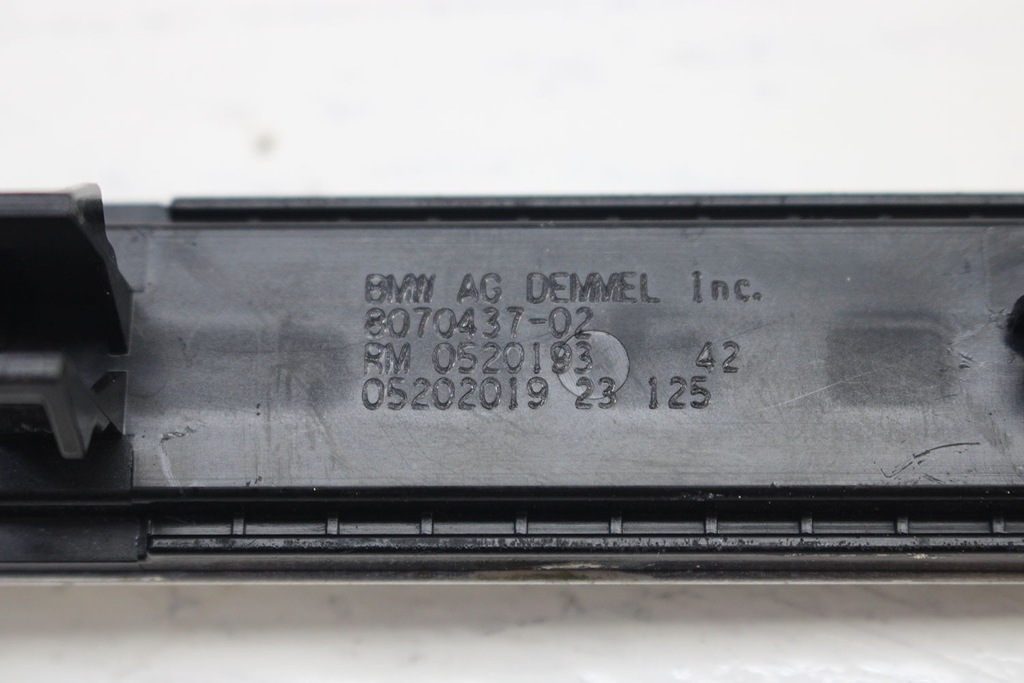 BMW AG DEMMEL Inc.
8070437-02
RM 0520193 42
05202019 23 125